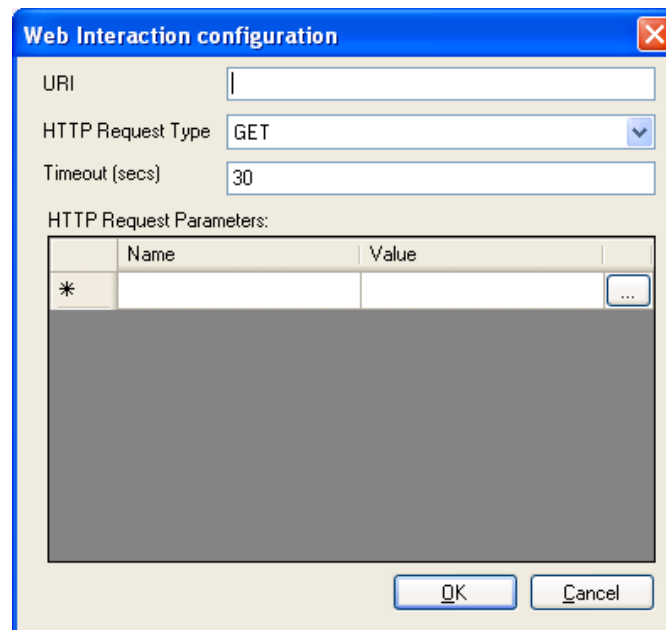 Web Interaction configuration
URI
HTTP Request Type GET
Timeout (secs) 30
HTTP Request Parameters:
Name Value
* ...
OK Cancel